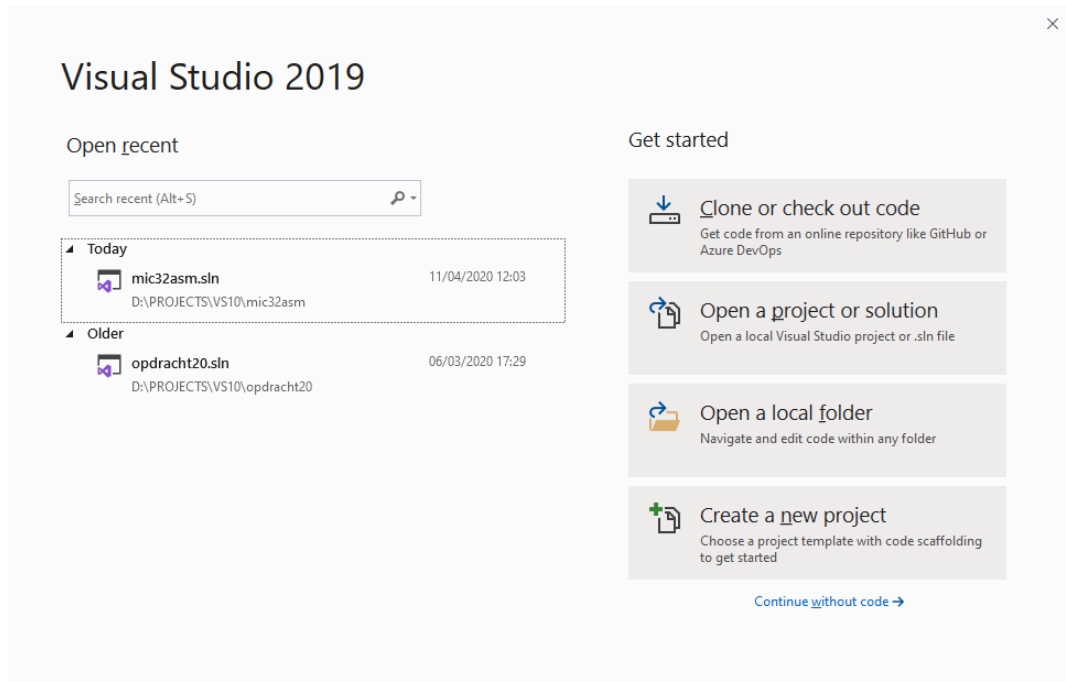 Visual Studio 2019
Open recent
Search recent (Alt+S)
Today
mic32asm.sln 11/04/2020 12:03
D:\PROJECTS\VS10\mic32asm
Older
opdracht20.sln 06/03/2020 17:29
D:\PROJECTS\VS10\opdracht20
Get started
Clone or check out code
Get code from an online repository like GitHub or
Azure DevOps
Open a project or solution
Open a local Visual Studio project or .sln file
Open a local folder
Navigate and edit code within any folder
Create a new project
Choose a project template with code scaffolding
to get started
Continue without code →